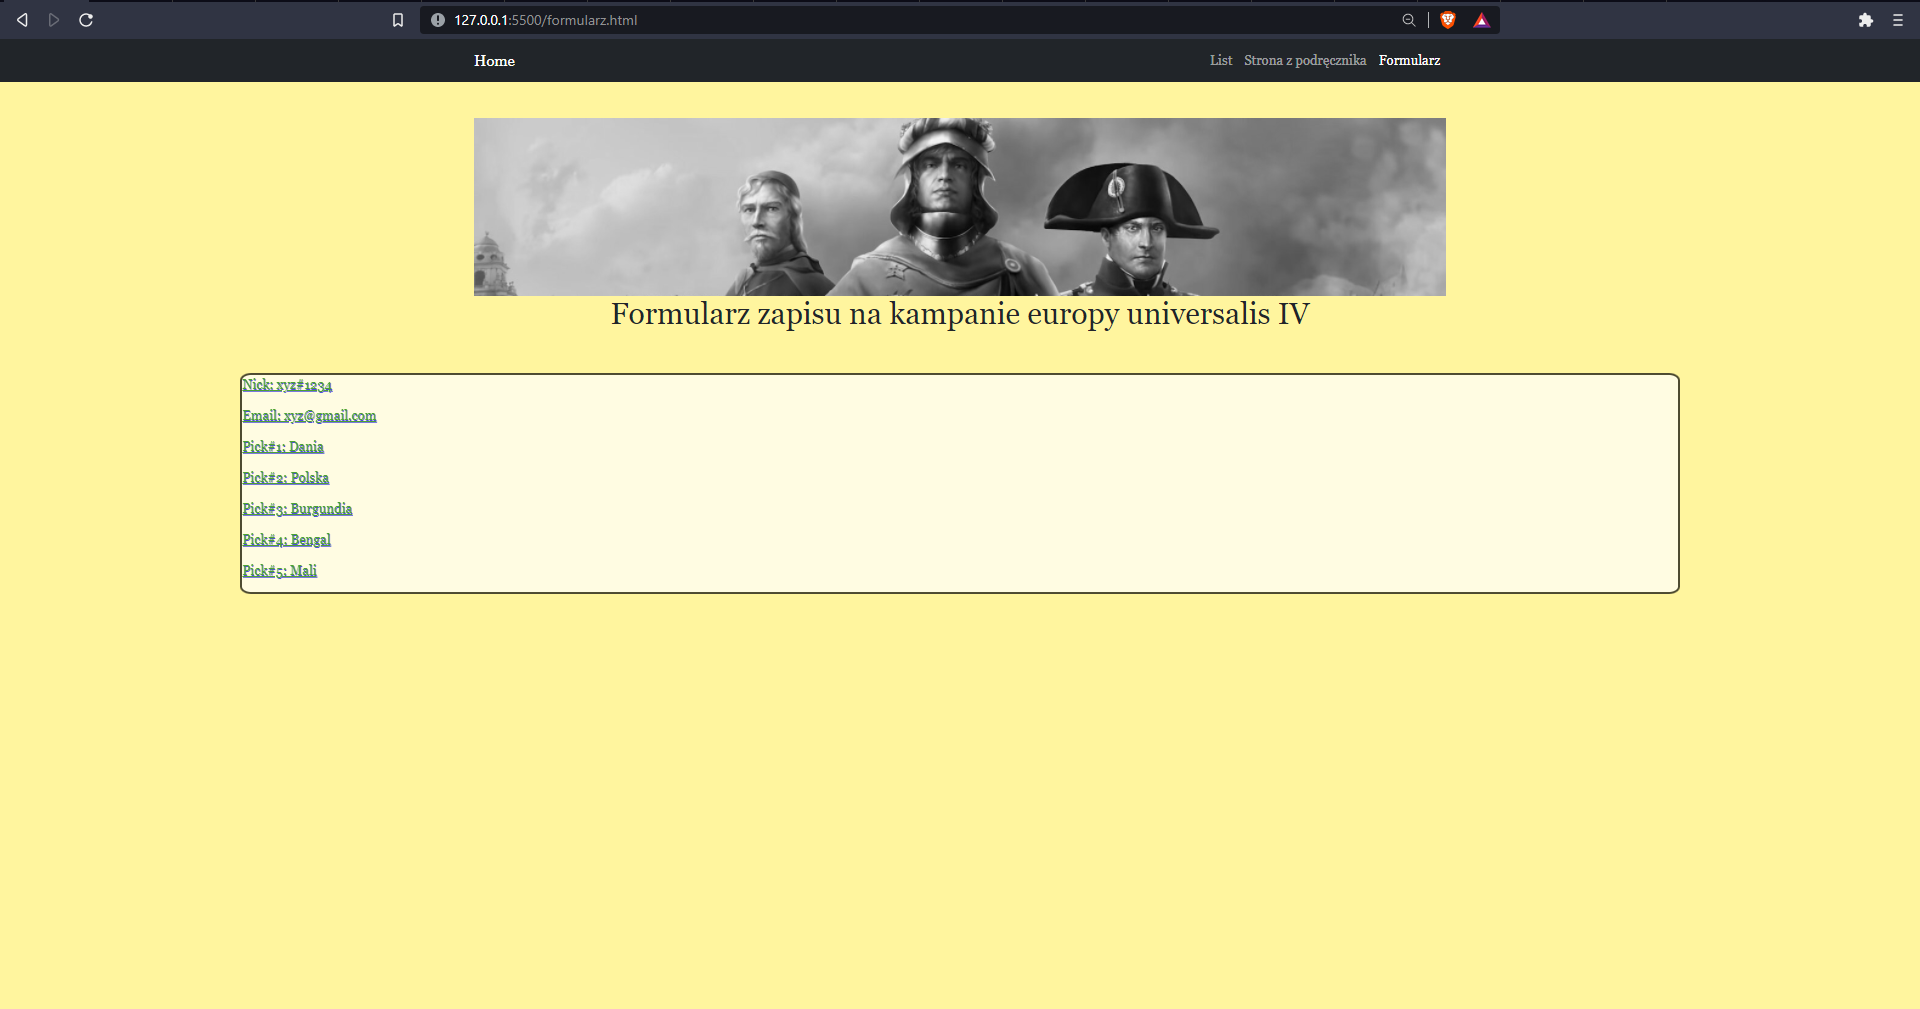 127.0.0.1:5500/formularz.html
Home
List Strona z podręcznika Formularz
Formularz zapisu na kampanie europy universalis IV
Nick: xyz#1234
Email: xyz@gmail.com
Pick#1: Dania
Pick#2: Polska
Pick#3: Burgundia
Pick#4: Bengal
Pick#5: Mali